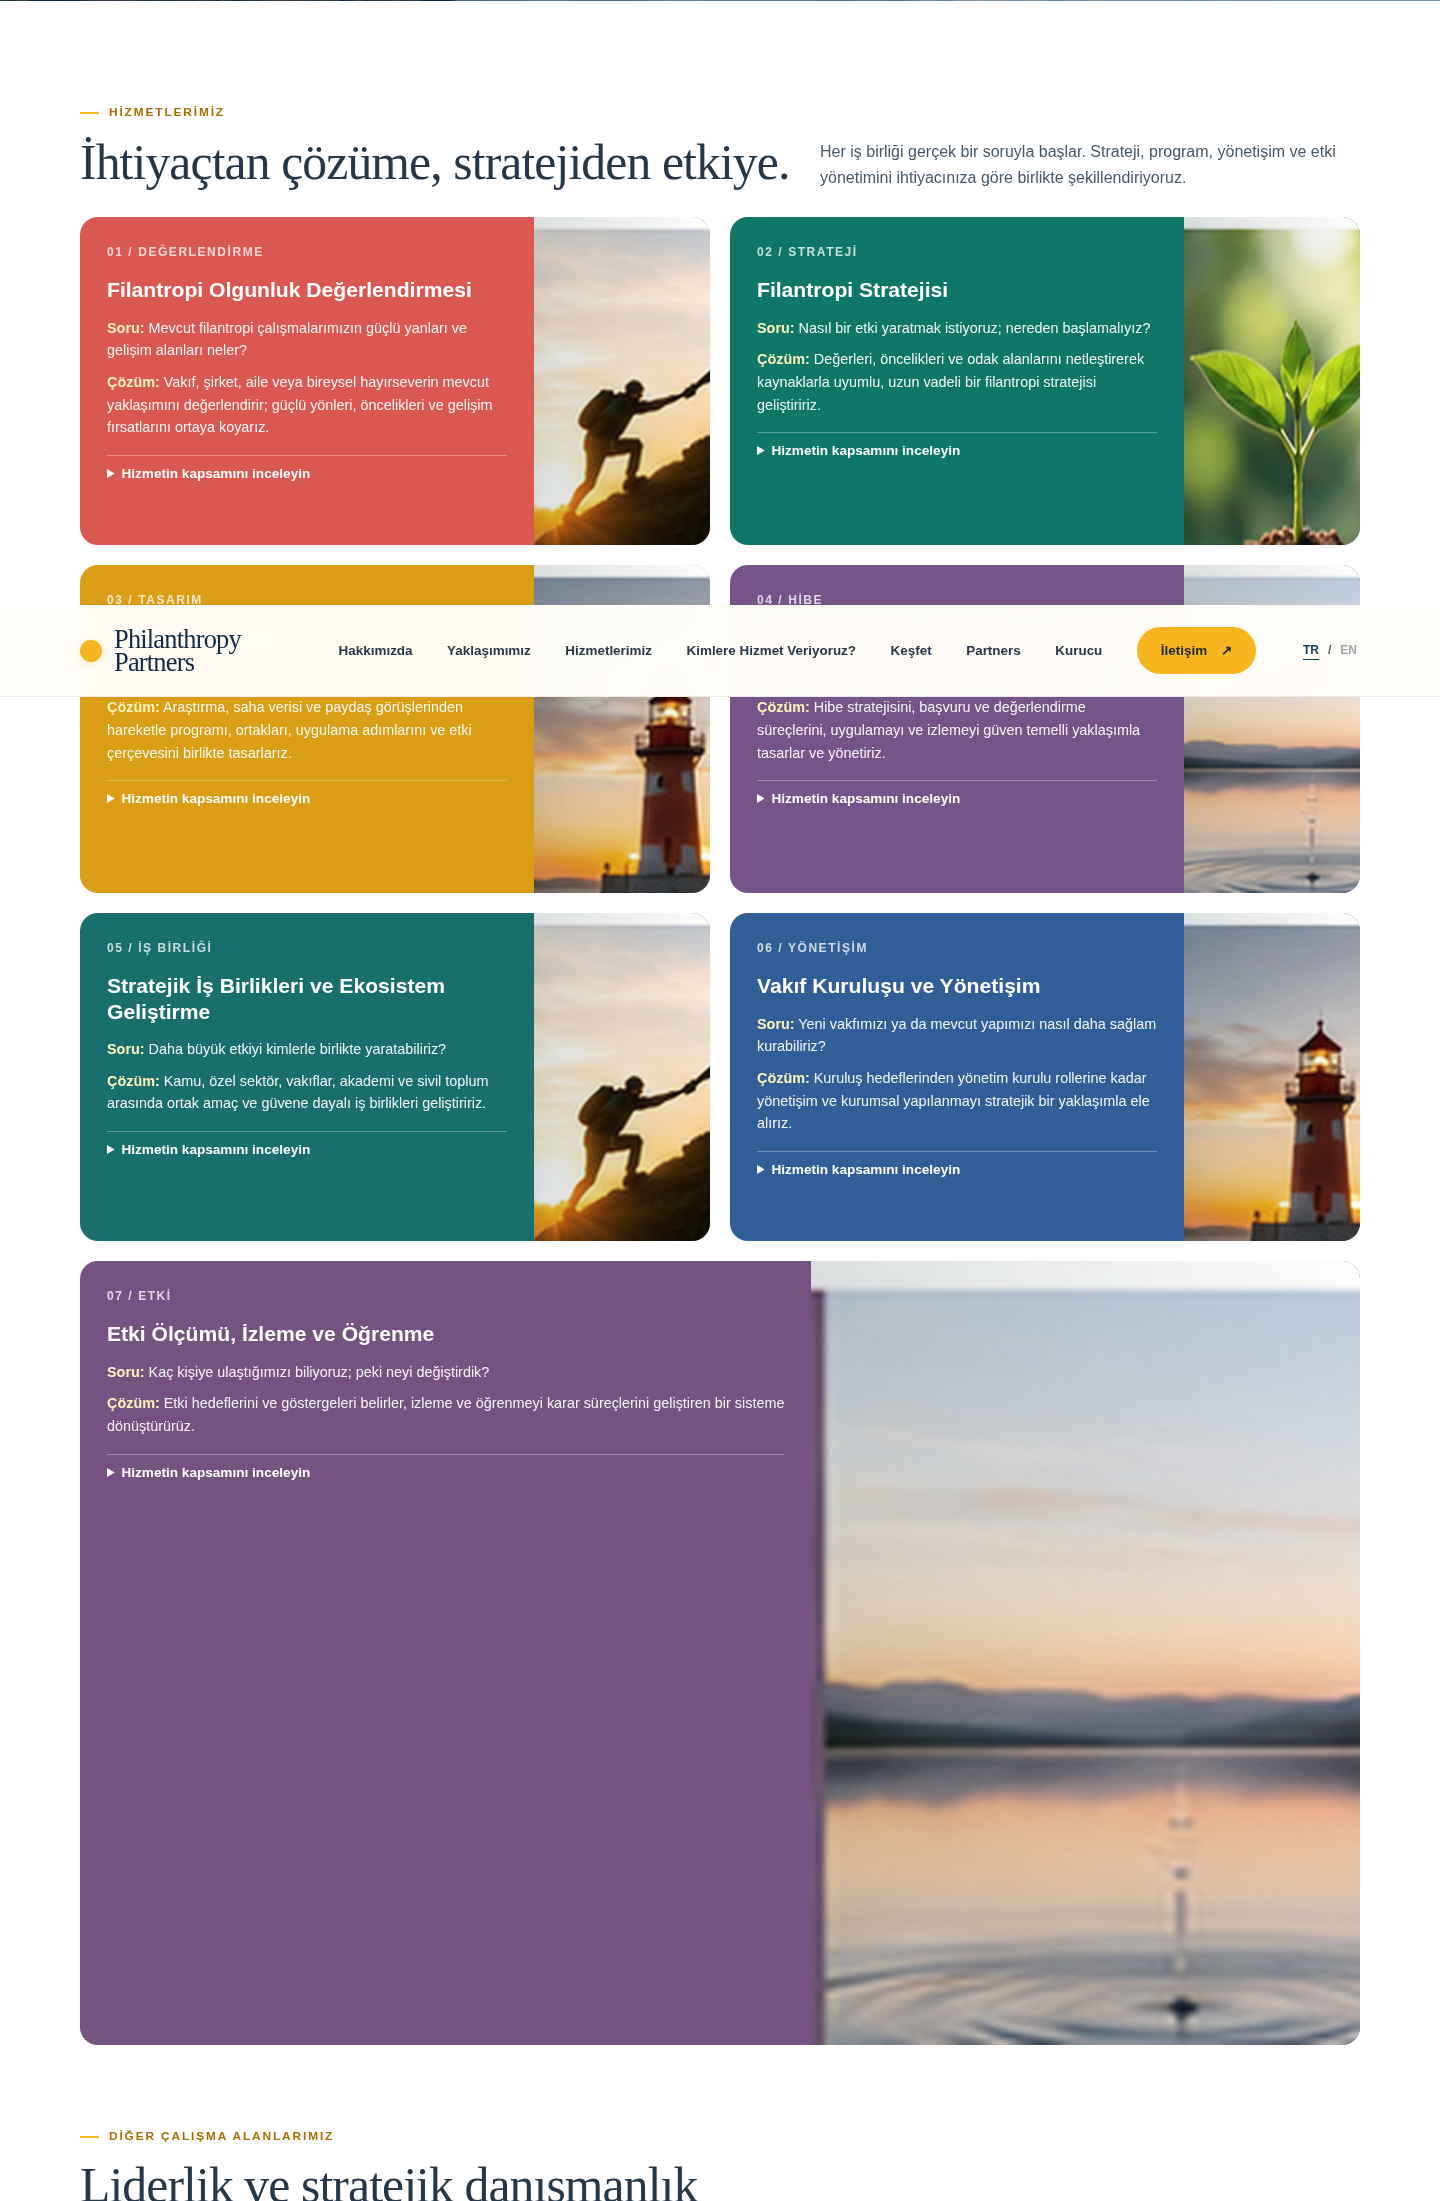 HİZMETLERİMİZ
İhtiyaçtan çözüme, stratejiden etkiye.
Her iş birliği gerçek bir soruyla başlar. Strateji, program, yönetişim ve etki
yönetimini ihtiyacınıza göre birlikte şekillendiriyoruz.
01 / DEĞERLENDİRME
Filantropi Olgunluk Değerlendirmesi
Soru: Mevcut filantropi çalışmalarımızın güçlü yanları ve
gelişim alanları neler?
Çözüm: Vakıf, şirket, aile veya bireysel hayırseverin mevcut
yaklaşımını değerlendirir; güçlü yönleri, öncelikleri ve gelişim
fırsatlarını ortaya koyarız.
Hizmetin kapsamını inceleyin
02 / STRATEJİ
Filantropi Stratejisi
Soru: Nasıl bir etki yaratmak istiyoruz; nereden başlamalıyız?
Çözüm: Değerleri, öncelikleri ve odak alanlarını netleştirerek
kaynaklarla uyumlu, uzun vadeli bir filantropi stratejisi
geliştiririz.
Hizmetin kapsamını inceleyin
03 / TASARIM
04 / HİBE
Philanthropy
Partners
Hakkımızda Yaklaşımımız Hizmetlerimiz Kimlere Hizmet Veriyoruz? Keşfet Partners Kurucu İletişim ↗ TR / EN
Çözüm: Araştırma, saha verisi ve paydaş görüşlerinden
hareketle programı, ortakları, uygulama adımlarını ve etki
çerçevesini birlikte tasarlarız.
Hizmetin kapsamını inceleyin
Çözüm: Hibe stratejisini, başvuru ve değerlendirme
süreçlerini, uygulamayı ve izlemeyi güven temelli yaklaşımla
tasarlar ve yönetiriz.
Hizmetin kapsamını inceleyin
05 / İŞ BİRLİĞİ
Stratejik İş Birlikleri ve Ekosistem
Geliştirme
Soru: Daha büyük etkiyi kimlerle birlikte yaratabiliriz?
Çözüm: Kamu, özel sektör, vakıflar, akademi ve sivil toplum
arasında ortak amaç ve güvene dayalı iş birlikleri geliştiririz.
Hizmetin kapsamını inceleyin
06 / YÖNETİŞİM
Vakıf Kuruluşu ve Yönetişim
Soru: Yeni vakfımızı ya da mevcut yapımızı nasıl daha sağlam
kurabiliriz?
Çözüm: Kuruluş hedeflerinden yönetim kurulu rollerine kadar
yönetişim ve kurumsal yapılanmayı stratejik bir yaklaşımla ele
alırız.
Hizmetin kapsamını inceleyin
07 / ETKİ
Etki Ölçümü, İzleme ve Öğrenme
Soru: Kaç kişiye ulaştığımızı biliyoruz; peki neyi değiştirdik?
Çözüm: Etki hedeflerini ve göstergeleri belirler, izleme ve öğrenmeyi karar süreçlerini geliştiren bir sisteme
dönüştürürüz.
Hizmetin kapsamını inceleyin
DİĞER ÇALIŞMA ALANLARIMIZ
Liderlik ve stratejik danışmanlık